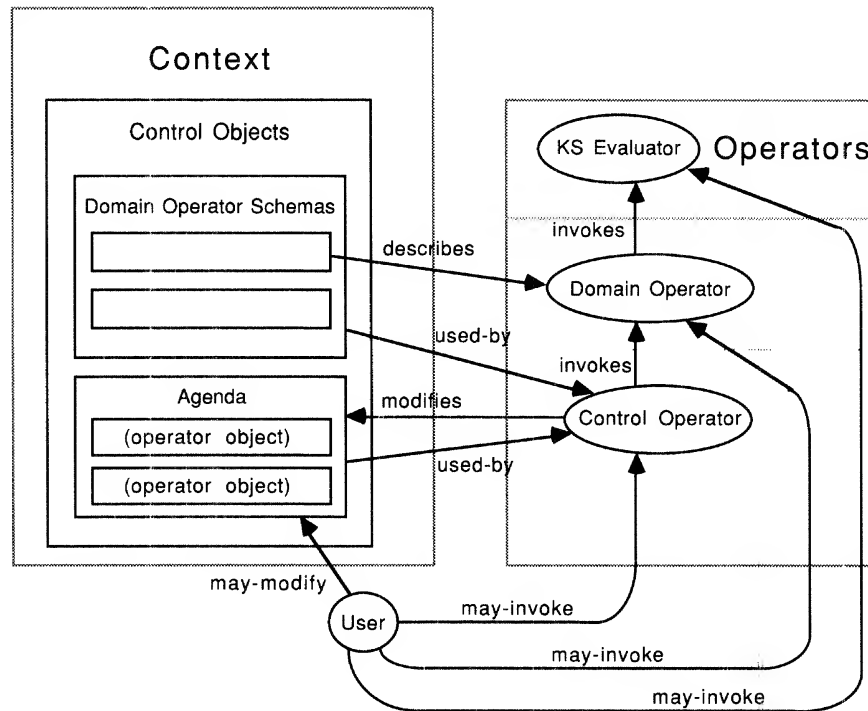 Context
Control Objects
Domain Operator Schemas
Agenda
(operator object)
(operator object)
KS Evaluator
Operators
invokes
describes
Domain Operator
used-by
invokes
modifies
Control Operator
used-by
may-modify
User
may-invoke
may-invoke
may-invoke